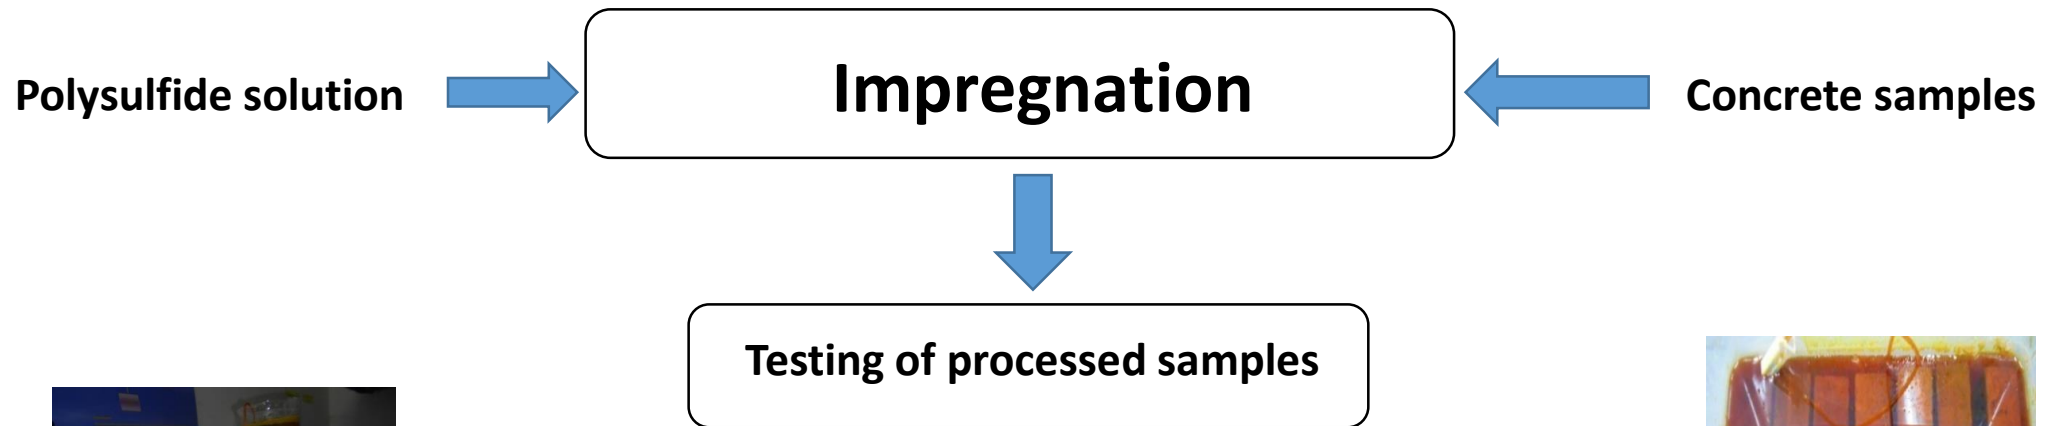 Polysulfide solution
Impregnation
Concrete samples
Testing of processed samples